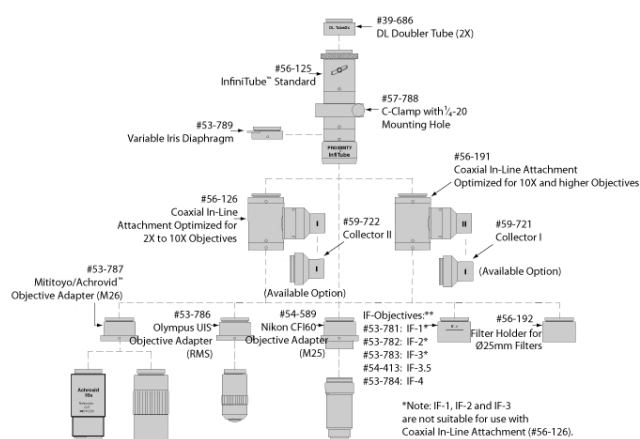 DL Tube2x
#39-686
DL Doubler Tube (2X)
#56-125
InfiniTube™ Standard
#57-788
C-Clamp with ¼-20
Mounting Hole
#53-789
Variable Iris Diaphragm
PROXIMITY
InfiTube
#56-191
Coaxial In-Line Attachment
Optimized for 10X and higher Objectives
#56-126
Coaxial In-Line
Attachment Optimized for
2X to 10X Objectives
I
II
#59-722
Collector II
#59-721
Collector I
I
I
(Available Option)
(Available Option)
#53-787
Mititoyo/Achrovid™
Objective Adapter (M26)
#53-786
Olympus UIS
Objective Adapter
(RMS)
#54-589
Nikon CFI60
Objective Adapter
(M25)
IF-Objectives:**
#53-781: IF-1*
#53-782: IF-2*
#53-783: IF-3*
#54-413: IF-3.5
#53-784: IF-4
#56-192
Filter Holder for
Ø25mm Filters
Achroid
10x
*Note: IF-1, IF-2 and IF-3
are not suitable for use with
Coaxial In-Line Attachment (#56-126).